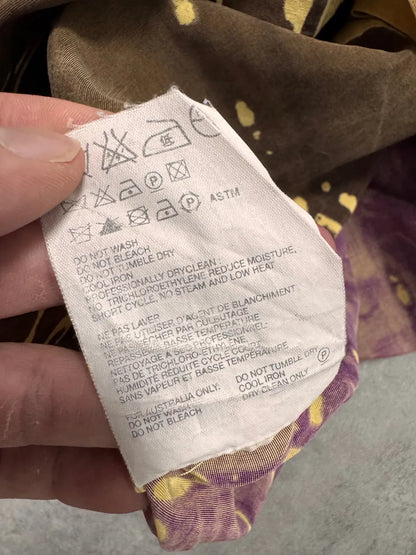 低
P
P
P ASTM
DO NOT WASH
DO NOT BLEACH
DO NOT TUMBLE DRY
COOL IRON
PROFESSIONALLY DRYCLEAN :
NO TRICHLOROETHYLENE REDUCE MOISTURE,
SHORT CYCLE, NO STEAM AND LOW HEAT
NE PAS LAVER
NE PAS UTILISER D'AGENT DE BLANCHIMENT
NE PAS SECHER PAR CULBUTAGE
REPASSER BASSE TEMPERATURE
NETTOYAGE A SEC PROFESSIONNEL-
PAS DE TRICHLORO-ETHYLENE
HUMIDITE REDUITE CYCLE COURT
SANS VAPEUR ET BASSE TEMPERATURE
P
FOR AUSTRALIA ONLY: DO NOT TUMBLE DRY
DO NOT WASH COOL IRON
DO NOT BLEACH DRY CLEAN ONLY